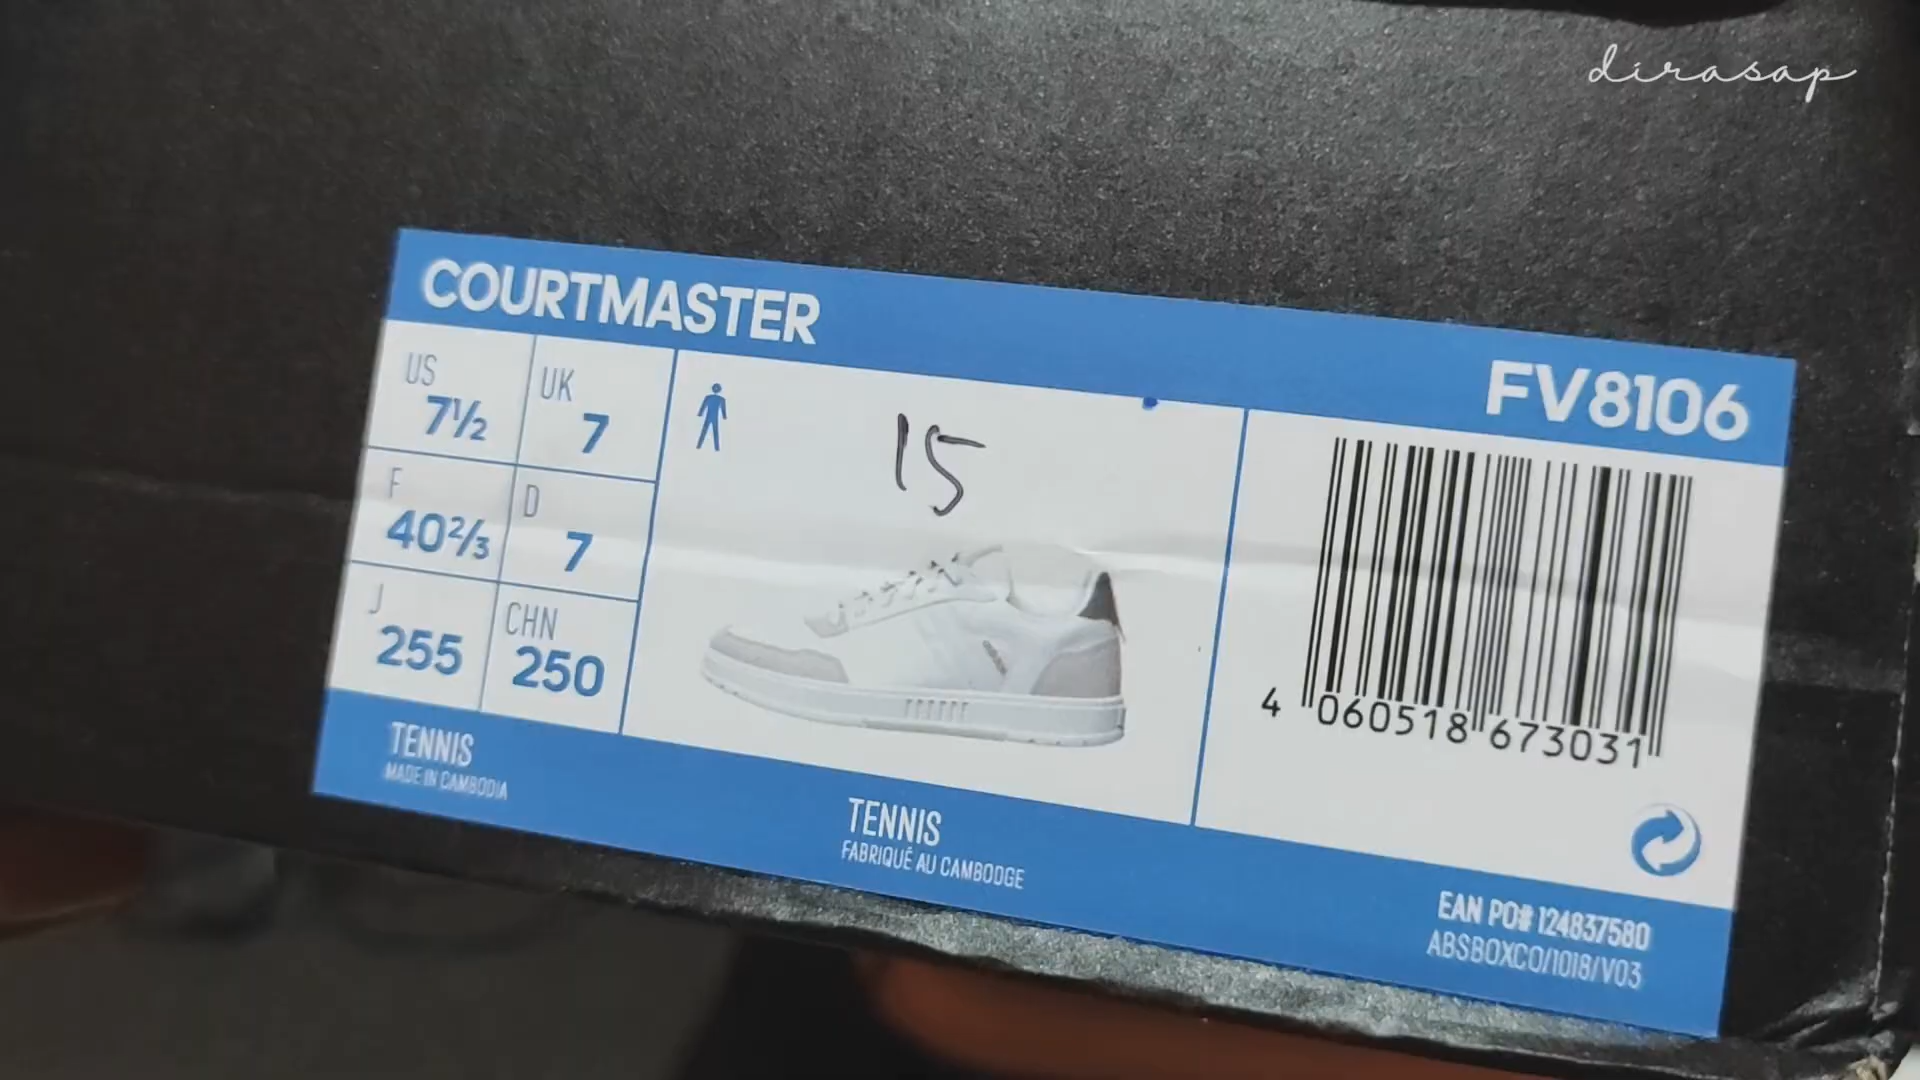 dirasap
COURTMASTER
FV8106
US
7½
UK
7
F
40⅔
D
7
J
255
CHN
250
15
4 060518 673031
TENNIS
MADE IN CAMBODIA
TENNIS
FABRIQUÉ AU CAMBODGE
EAN PO# 124837580
ABSBOXCO/1018/V03